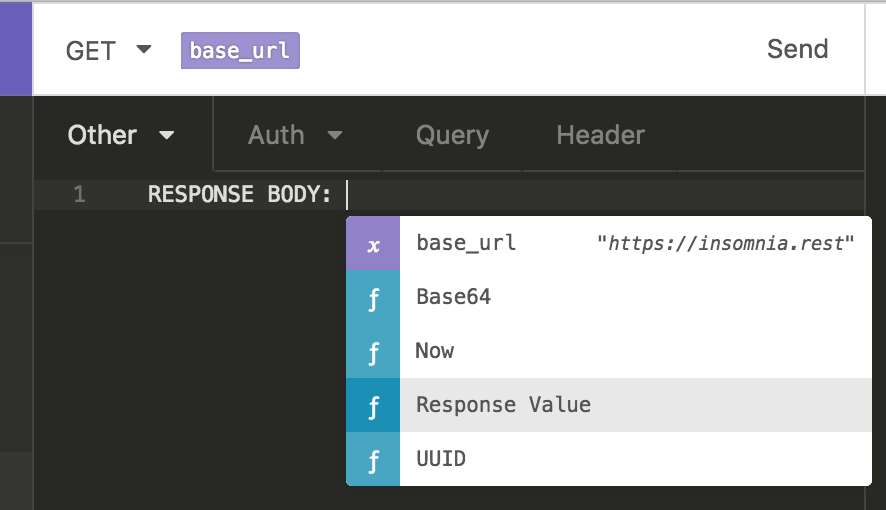 GET base_url Send
Other Auth Query Header
1 RESPONSE BODY:
x base_url "https://insomnia.rest"
ƒ Base64
ƒ Now
ƒ Response Value
ƒ UUID